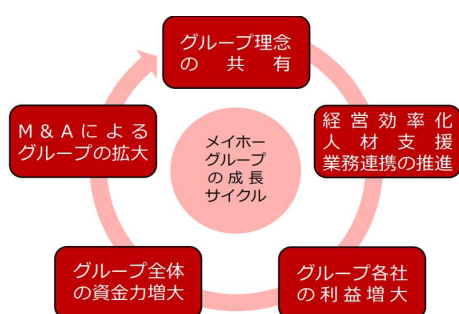 グループ理念
の共有
経営効率化
人材支援
業務連携の推進
グループ各社
の利益増大
グループ全体
の資金力増大
M&Aによる
グループの拡大
メイホー
グループ
の成長
サイクル